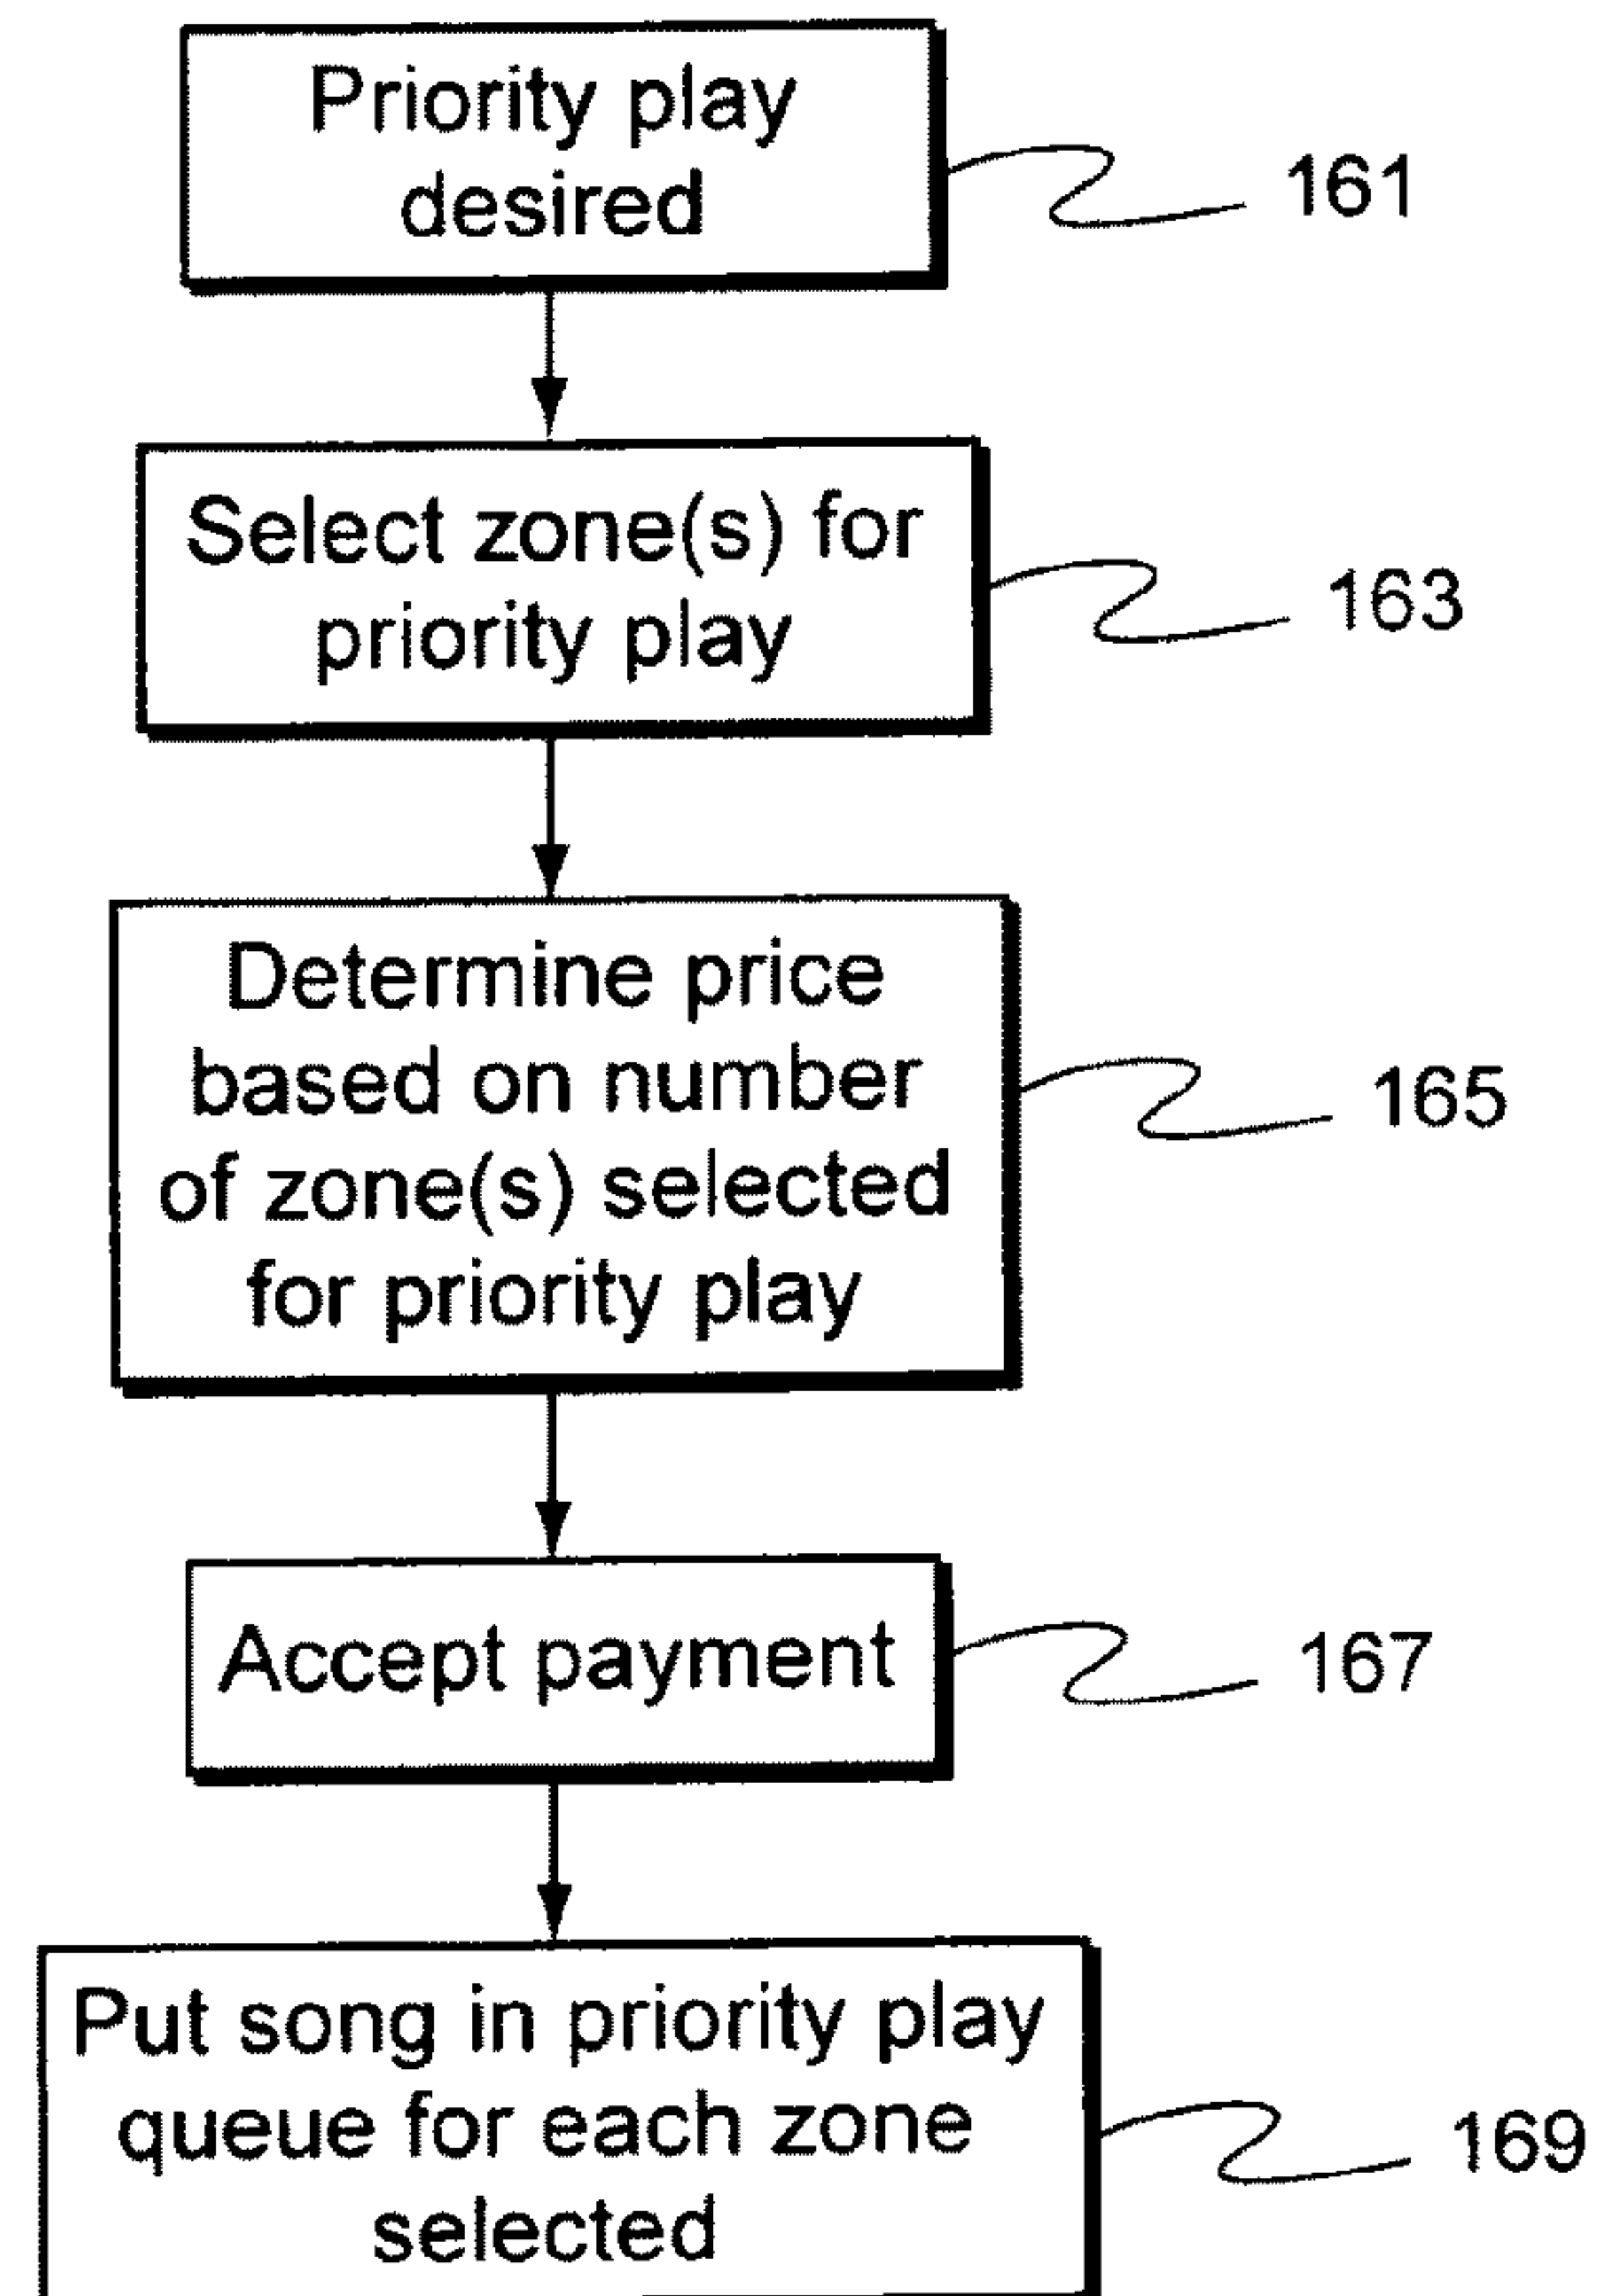 Priority play
desired
161
Select zone(s) for
priority play
163
Determine price
based on number
of zone(s) selected
for priority play
165
Accept payment
167
Put song in priority play
queue for each zone
selected
169